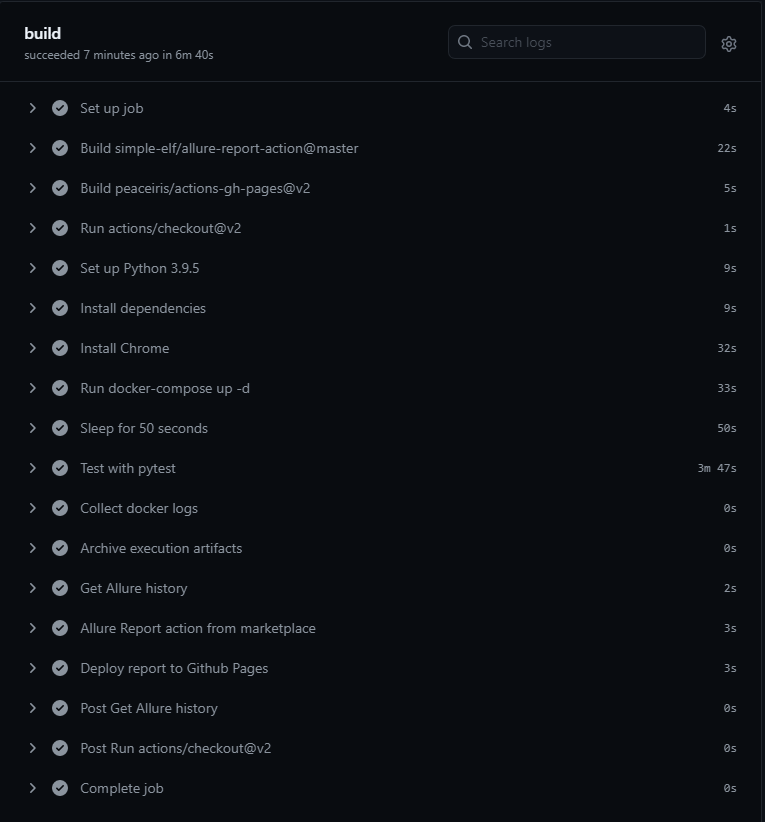 build
succeeded 7 minutes ago in 6m 40s
Search logs
Set up job 4s
Build simple-elf/allure-report-action@master 22s
Build peaceiris/actions-gh-pages@v2 5s
Run actions/checkout@v2 1s
Set up Python 3.9.5 9s
Install dependencies 9s
Install Chrome 32s
Run docker-compose up -d 33s
Sleep for 50 seconds 50s
Test with pytest 3m 47s
Collect docker logs 0s
Archive execution artifacts 0s
Get Allure history 2s
Allure Report action from marketplace 3s
Deploy report to Github Pages 3s
Post Get Allure history 0s
Post Run actions/checkout@v2 0s
Complete job 0s